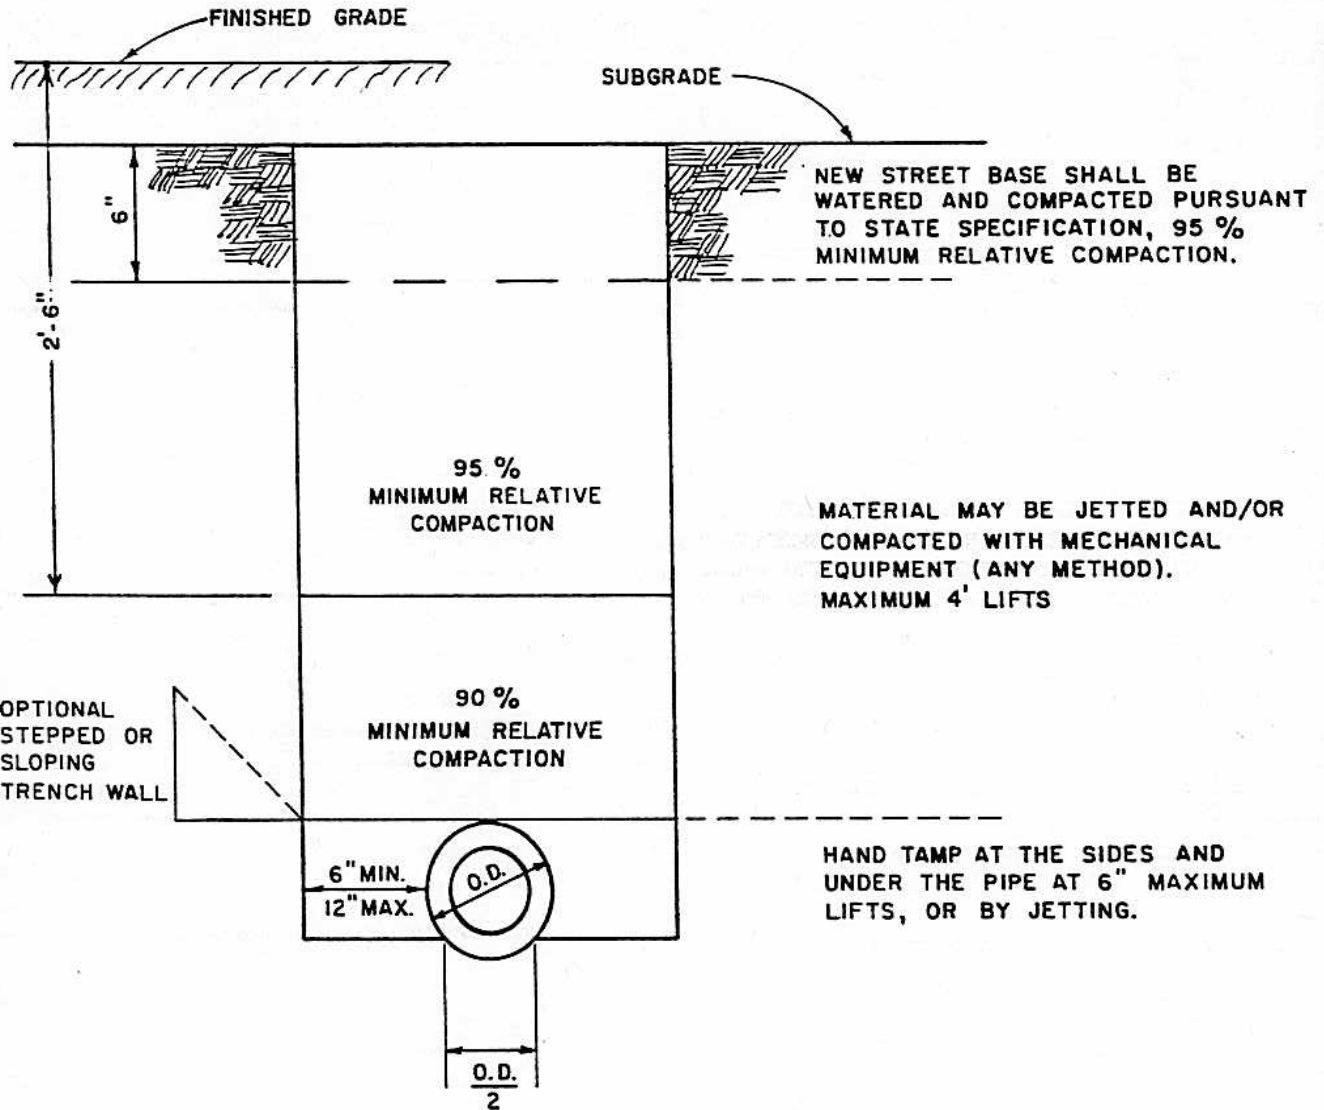 FINISHED GRADE
SUBGRADE
NEW STREET BASE SHALL BE
WATERED AND COMPACTED PURSUANT
TO STATE SPECIFICATION, 95 %
MINIMUM RELATIVE COMPACTION.
6"
2'-6"
95 %
MINIMUM RELATIVE
COMPACTION
MATERIAL MAY BE JETTED AND/OR
COMPACTED WITH MECHANICAL
EQUIPMENT (ANY METHOD).
MAXIMUM 4' LIFTS
OPTIONAL
STEPPED OR
SLOPING
TRENCH WALL
90 %
MINIMUM RELATIVE
COMPACTION
6" MIN.
12" MAX.
O.D.
HAND TAMP AT THE SIDES AND
UNDER THE PIPE AT 6" MAXIMUM
LIFTS, OR BY JETTING.
O.D.
2